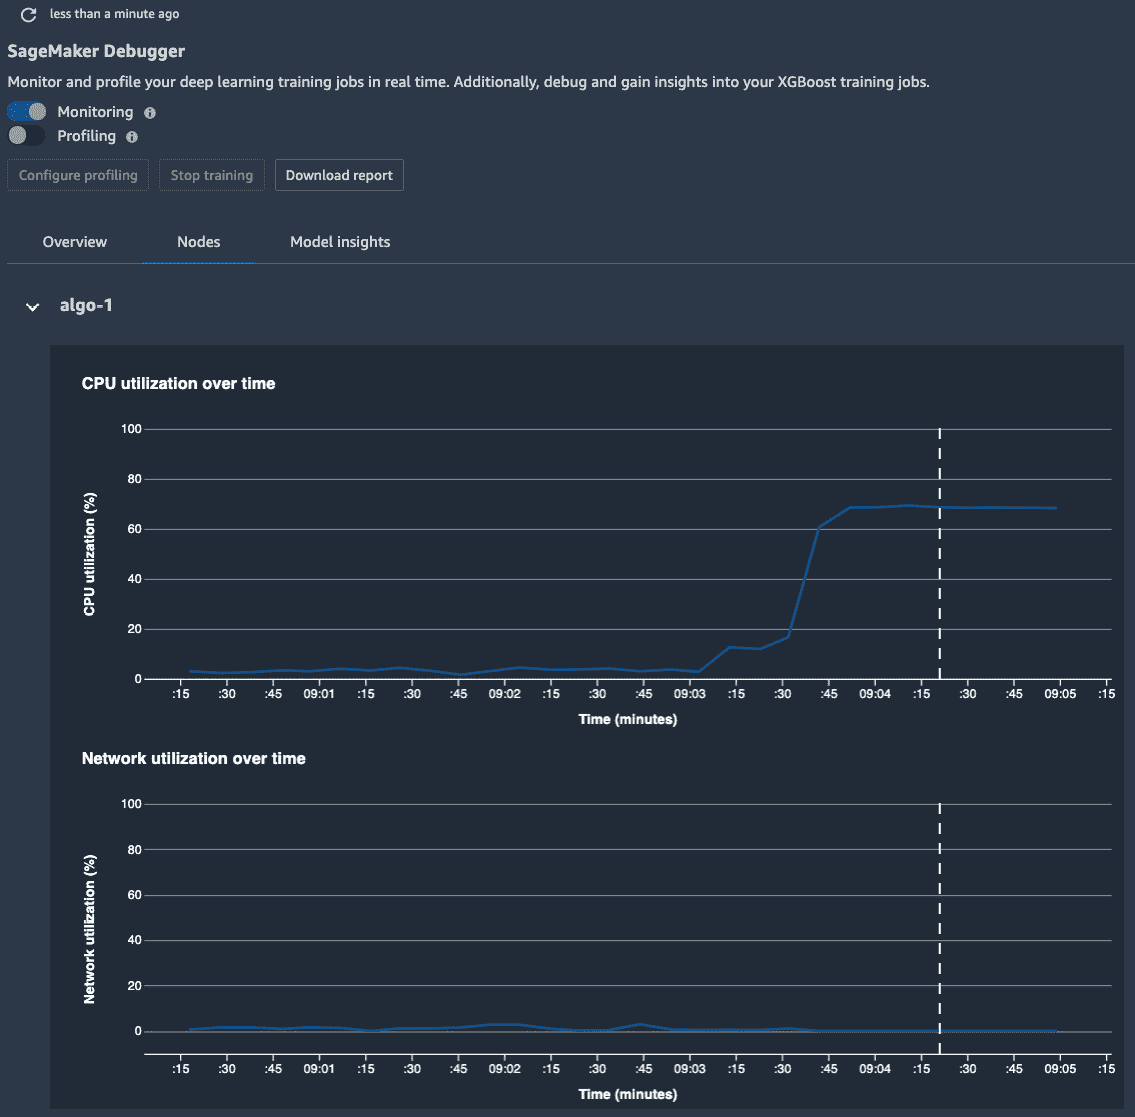 less than a minute ago
SageMaker Debugger
Monitor and profile your deep learning training jobs in real time. Additionally, debug and gain insights into your XGBoost training jobs.
Monitoring
Profiling
Configure profiling Stop training Download report
Overview Nodes Model insights
algo-1
CPU utilization over time
100
80
60
40
20
0
CPU utilization (%)
:15 :30 :45 09:01 :15 :30 :45 09:02 :15 :30 :45 09:03 :15 :30 :45 09:04 :15 :30 :45 09:05 :15
Time (minutes)
Network utilization over time
100
80
60
40
20
0
Network utilization (%)
:15 :30 :45 09:01 :15 :30 :45 09:02 :15 :30 :45 09:03 :15 :30 :45 09:04 :15 :30 :45 09:05 :15
Time (minutes)